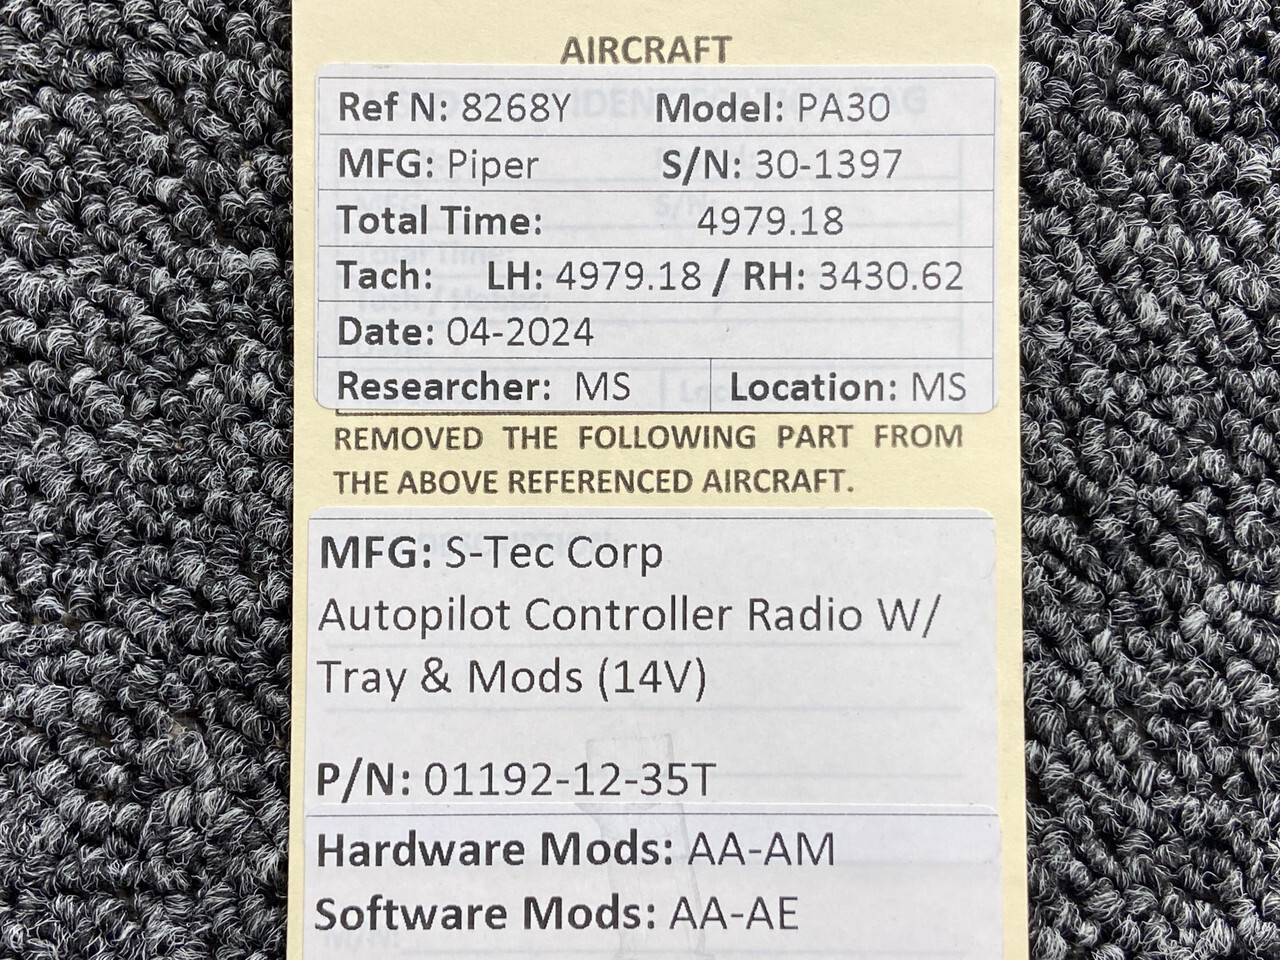 AIRCRAFT
Ref N: 8268Y Model: PA30
MFG: Piper S/N: 30-1397
Total Time: 4979.18
Tach: LH: 4979.18 / RH: 3430.62
Date: 04-2024
Researcher: MS Location: MS
REMOVED THE FOLLOWING PART FROM
THE ABOVE REFERENCED AIRCRAFT.
MFG: S-Tec Corp
Autopilot Controller Radio W/
Tray & Mods (14V)
P/N: 01192-12-35T
Hardware Mods: AA-AM
Software Mods: AA-AE